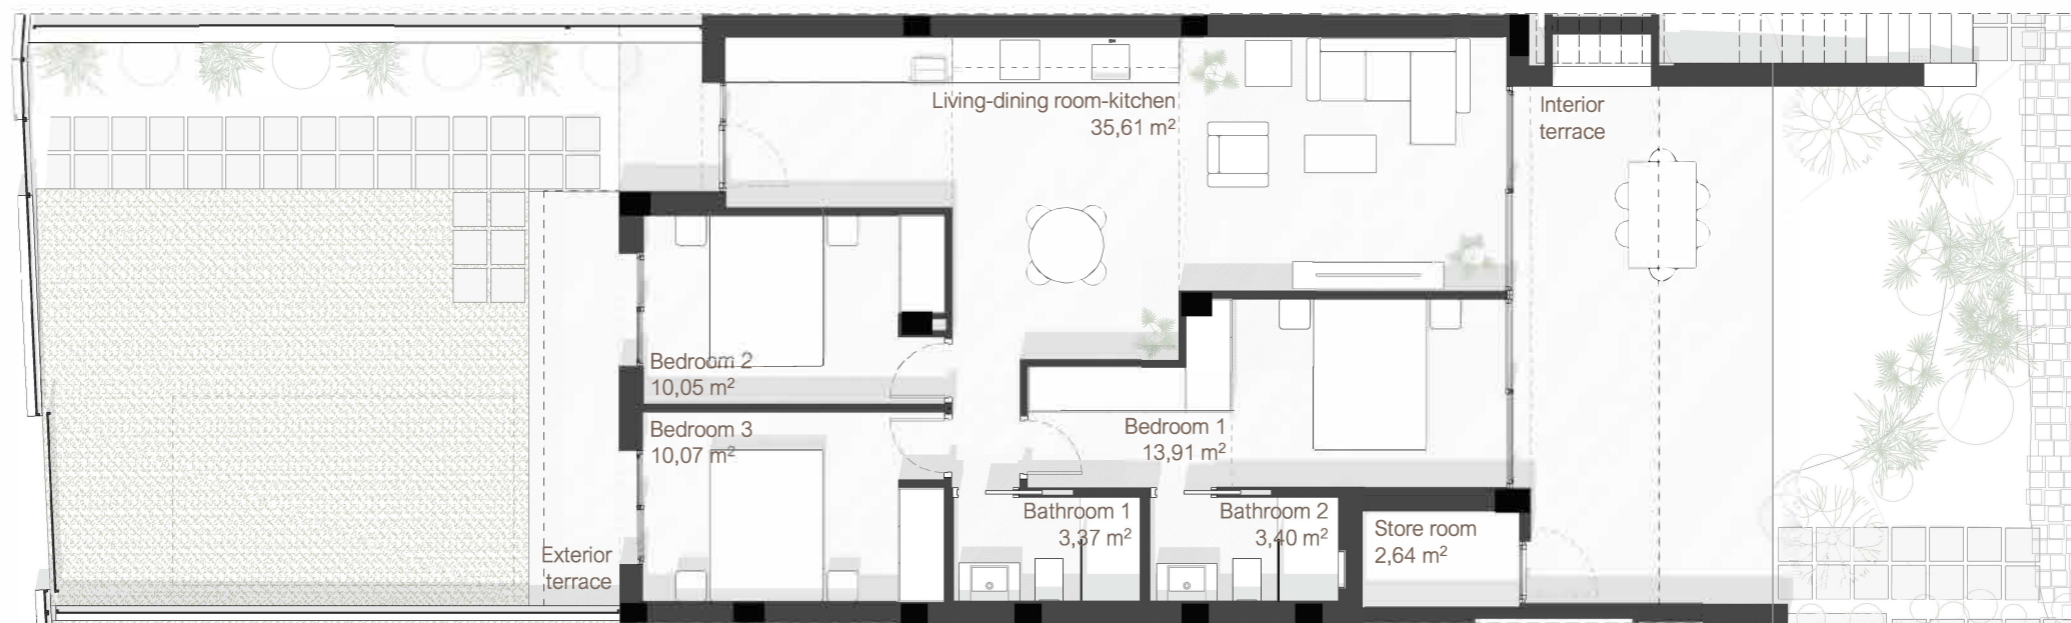 Living-dining room-kitchen
35,61 m²
Interior
terrace
Bedroom 2
10,05 m²
Bedroom 3
10,07 m²
Bedroom 1
13,91 m²
Bathroom 1
3,37 m²
Bathroom 2
3,40 m²
Store room
2,64 m²
Exterior
terrace